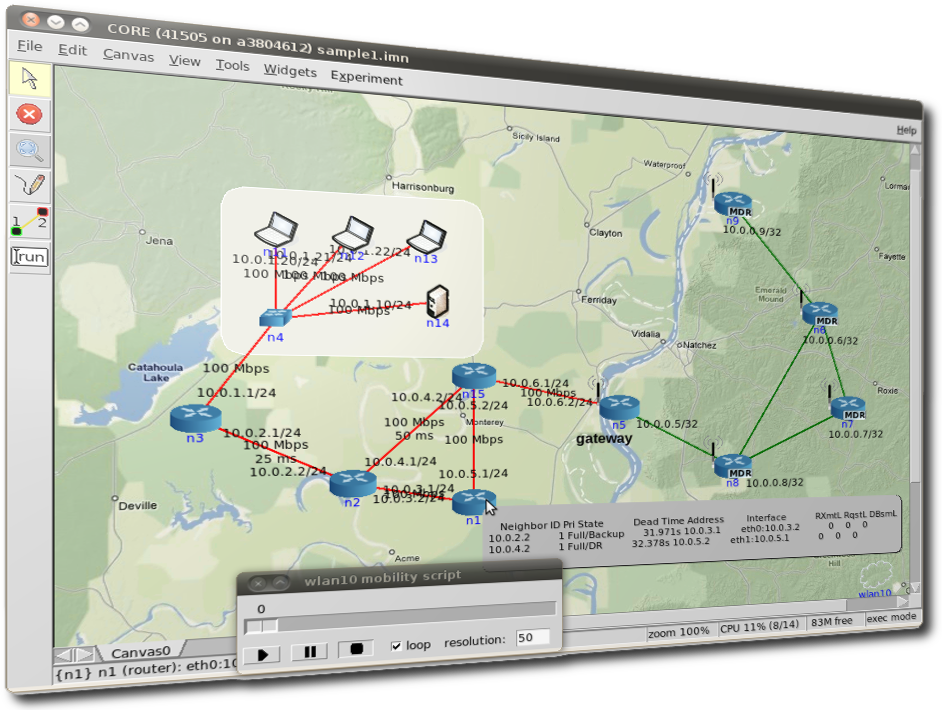 CORE (41505 on a3804612) sample1.imn
File Edit Canvas View Tools Widgets Experiment
Help
1 2
run
Sicily Island
Waterproof
Harrisonburg
Jena
Clayton
Fayette
Ferriday
Emerald
Mound
Vidalia
Natchez
Catahoula
Lake
Monterey
Roxie
Deville
Acme
Hill
n11
n12
n13
10.0.1.20/24
10.0.1.21/24
100 Mbps
10.0.1.10/24
100 Mbps
n14
n4
100 Mbps
10.0.1.1/24
n3
10.0.2.1/24
100 Mbps
25 ms
10.0.2.2/24
n2
10.0.4.2/24
100 Mbps
50 ms
10.0.4.1/24
n15
10.0.5.2/24
100 Mbps
10.0.5.1/24
10.0.3.1/24
10.0.3.2/24
n1
10.0.6.1/24
100 Mbps
10.0.6.2/24
n5
10.0.0.5/32
gateway
MDR
n9
10.0.0.9/32
MDR
n6
10.0.0.6/32
MDR
n7
10.0.0.7/32
MDR
n8
10.0.0.8/32
Neighbor ID Pri State Dead Time Address Interface RXmtL RqstL DBsmL
10.0.2.2 1 Full/Backup 31.971s 10.0.3.1 eth0:10.0.3.2 0 0 0
10.0.4.2 1 Full/DR 32.378s 10.0.5.2 eth1:10.0.5.1 0 0 0
wlan10
wlan10 mobility script
0
loop resolution: 50
Canvas0
zoom 100% CPU 11% (8/14) 83M free exec mode
{n1} n1 (router): eth0:10